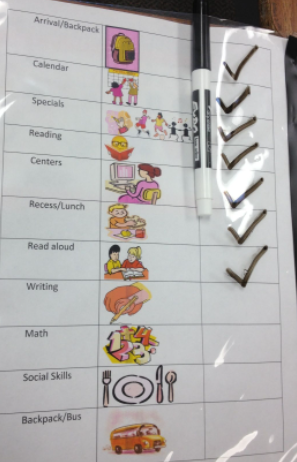 Arrival/Backpack
Calendar
Specials
Reading
Centers
Recess/Lunch
Read aloud
Writing
Math
Social Skills
Backpack/Bus